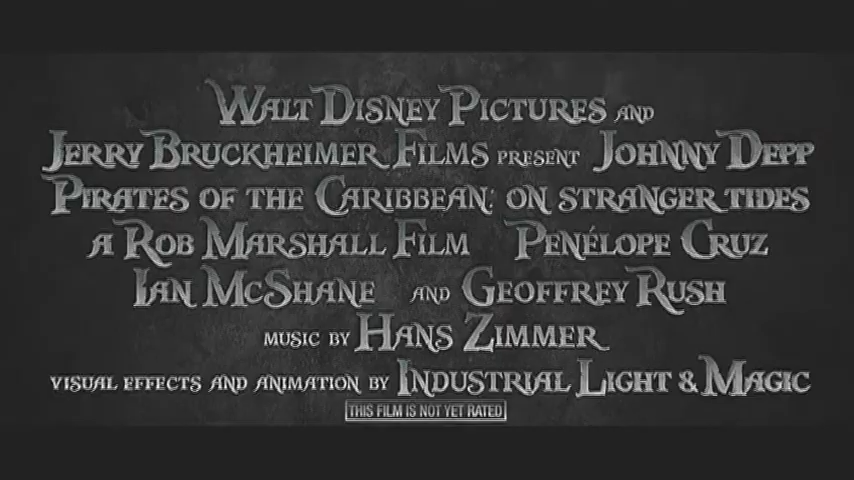 Walt Disney Pictures and
Jerry Bruckheimer Films present Johnny Depp
Pirates of the Caribbean: on stranger tides
a Rob Marshall Film Penélope Cruz
Ian McShane and Geoffrey Rush
music by Hans Zimmer
visual effects and animation by Industrial Light & Magic
THIS FILM IS NOT YET RATED